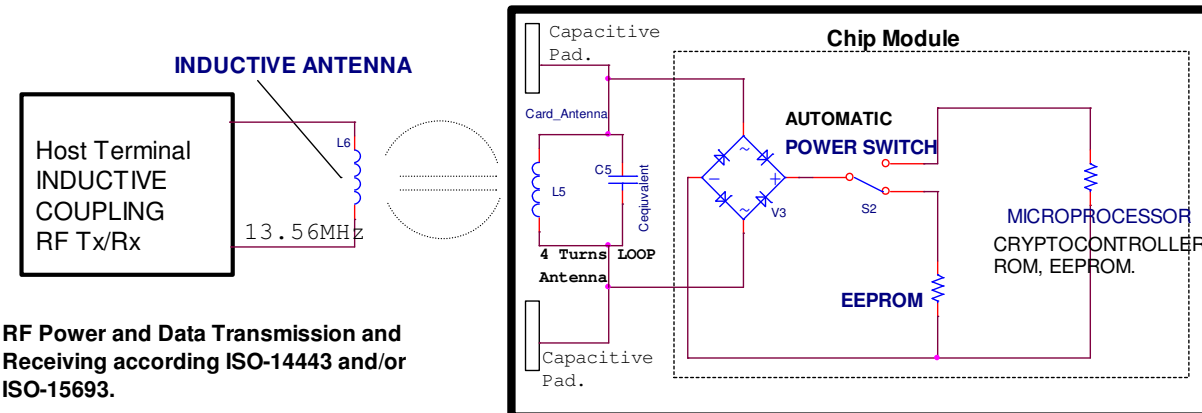 INDUCTIVE ANTENNA
Host Terminal
INDUCTIVE
COUPLING
RF Tx/Rx
L6
13.56MHz
RF Power and Data Transmission and
Receiving according ISO-14443 and/or
ISO-15693.
Capacitive
Pad.
Card_Antenna
L5
C5
Ceqiuvalent
4 Turns LOOP
Antenna
Capacitive
Pad.
Chip Module
AUTOMATIC
POWER SWITCH
~
-
+
~
V3
S2
MICROPROCESSOR
CRYPTOCONTROLLER
ROM, EEPROM.
EEPROM